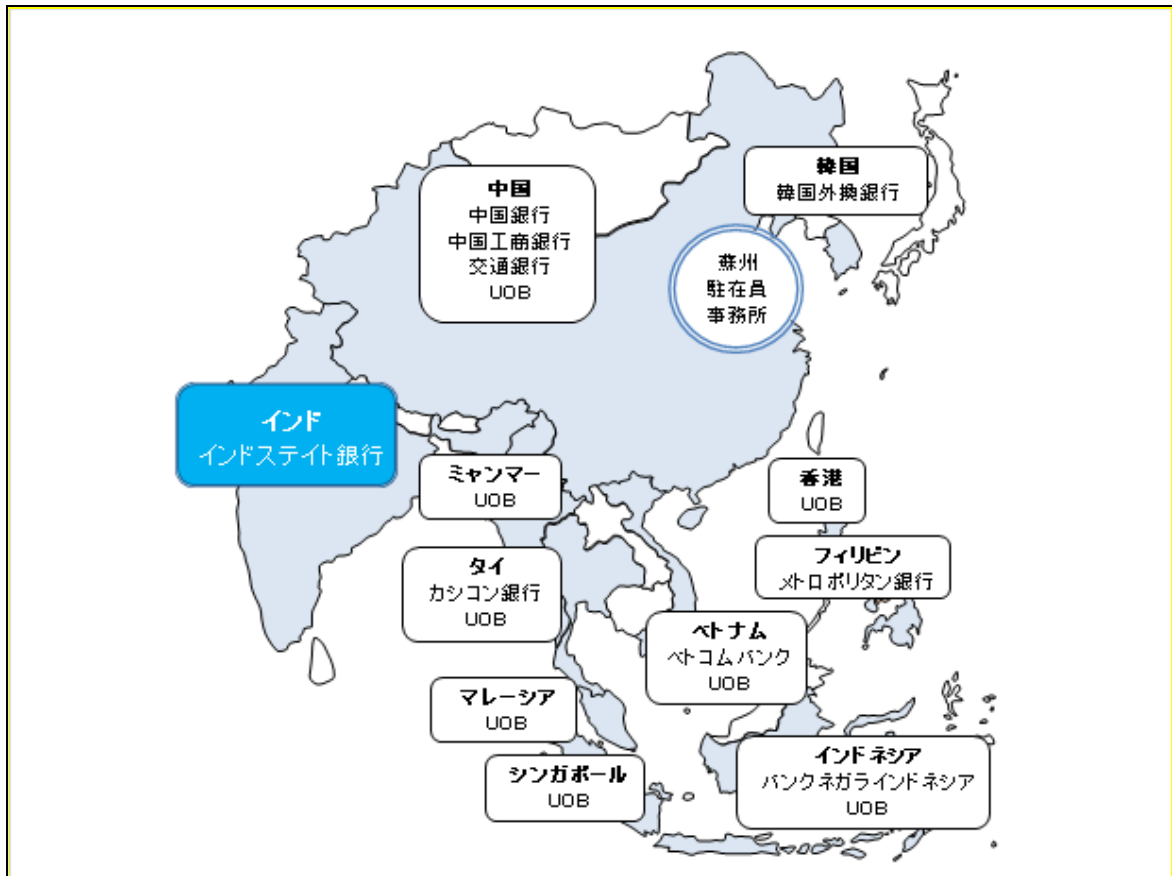 中国
中国銀行
中国工商銀行
交通銀行
UOB
韓国
韓国外換銀行
蘇州
駐在員
事務所
インド
インドステイト銀行
ミャンマー
UOB
香港
UOB
タイ
カシコン銀行
UOB
フィリピン
メトロポリタン銀行
ベトナム
ベトコムバンク
UOB
マレーシア
UOB
シンガポール
UOB
インドネシア
バンクネガラインドネシア
UOB